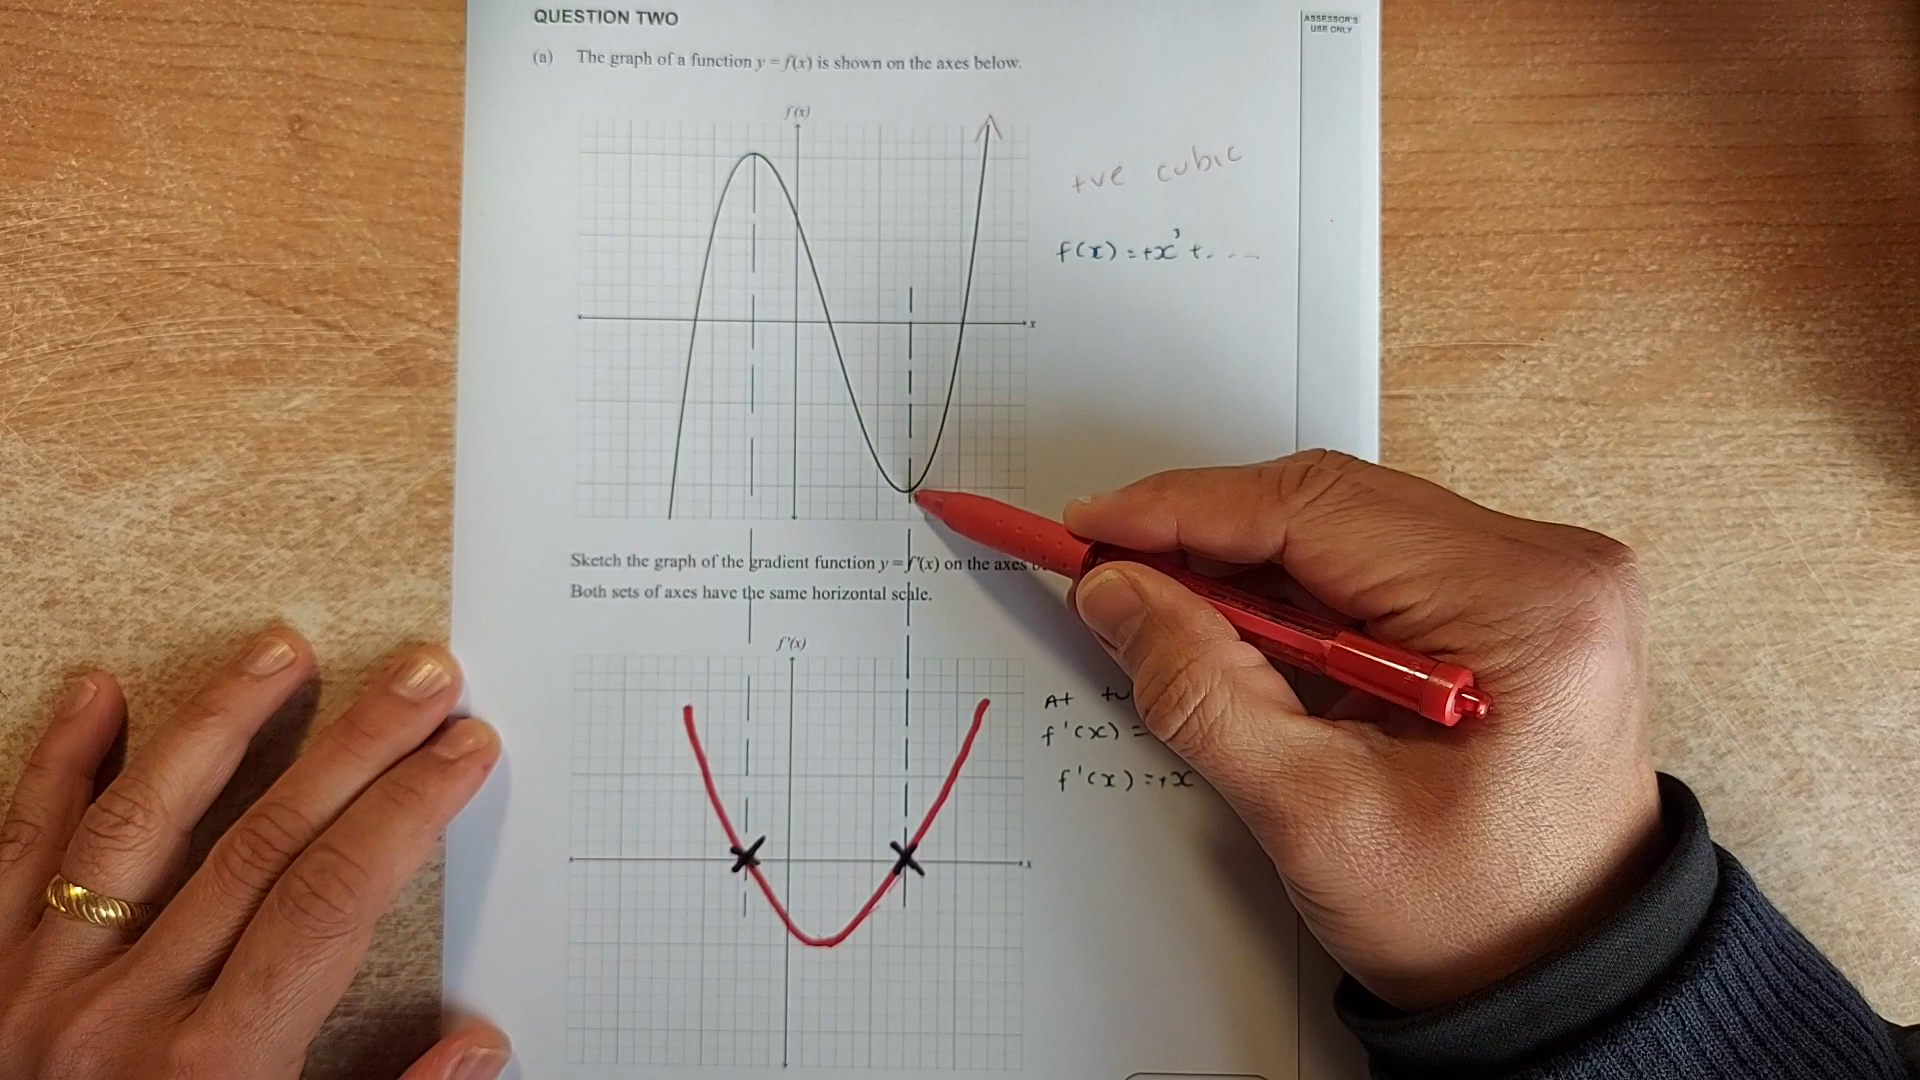 QUESTION TWO
ASSESSOR'S
USE ONLY
(a) The graph of a function y = f(x) is shown on the axes below.
f(x)
+ve cubic
f(x) = +x³ + . . . .
x
Sketch the graph of the gradient function y = f'(x) on the axes
Both sets of axes have the same horizontal scale.
f'(x)
At
f'(x) =
f'(x) = +x
x